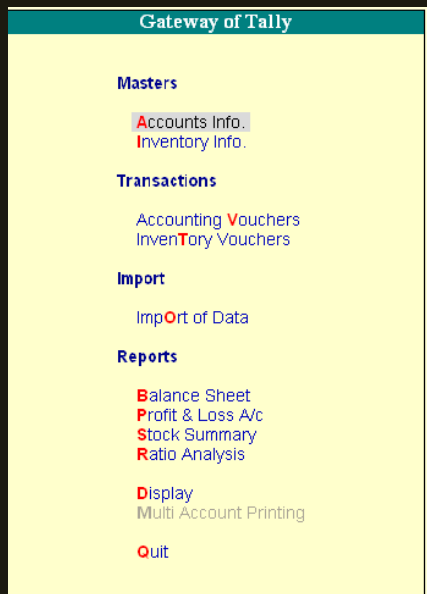 Gateway of Tally
Masters
Accounts Info.
Inventory Info.
Transactions
Accounting Vouchers
InvenTory Vouchers
Import
ImpOrt of Data
Reports
Balance Sheet
Profit & Loss A/c
Stock Summary
Ratio Analysis
Display
Multi Account Printing
Quit